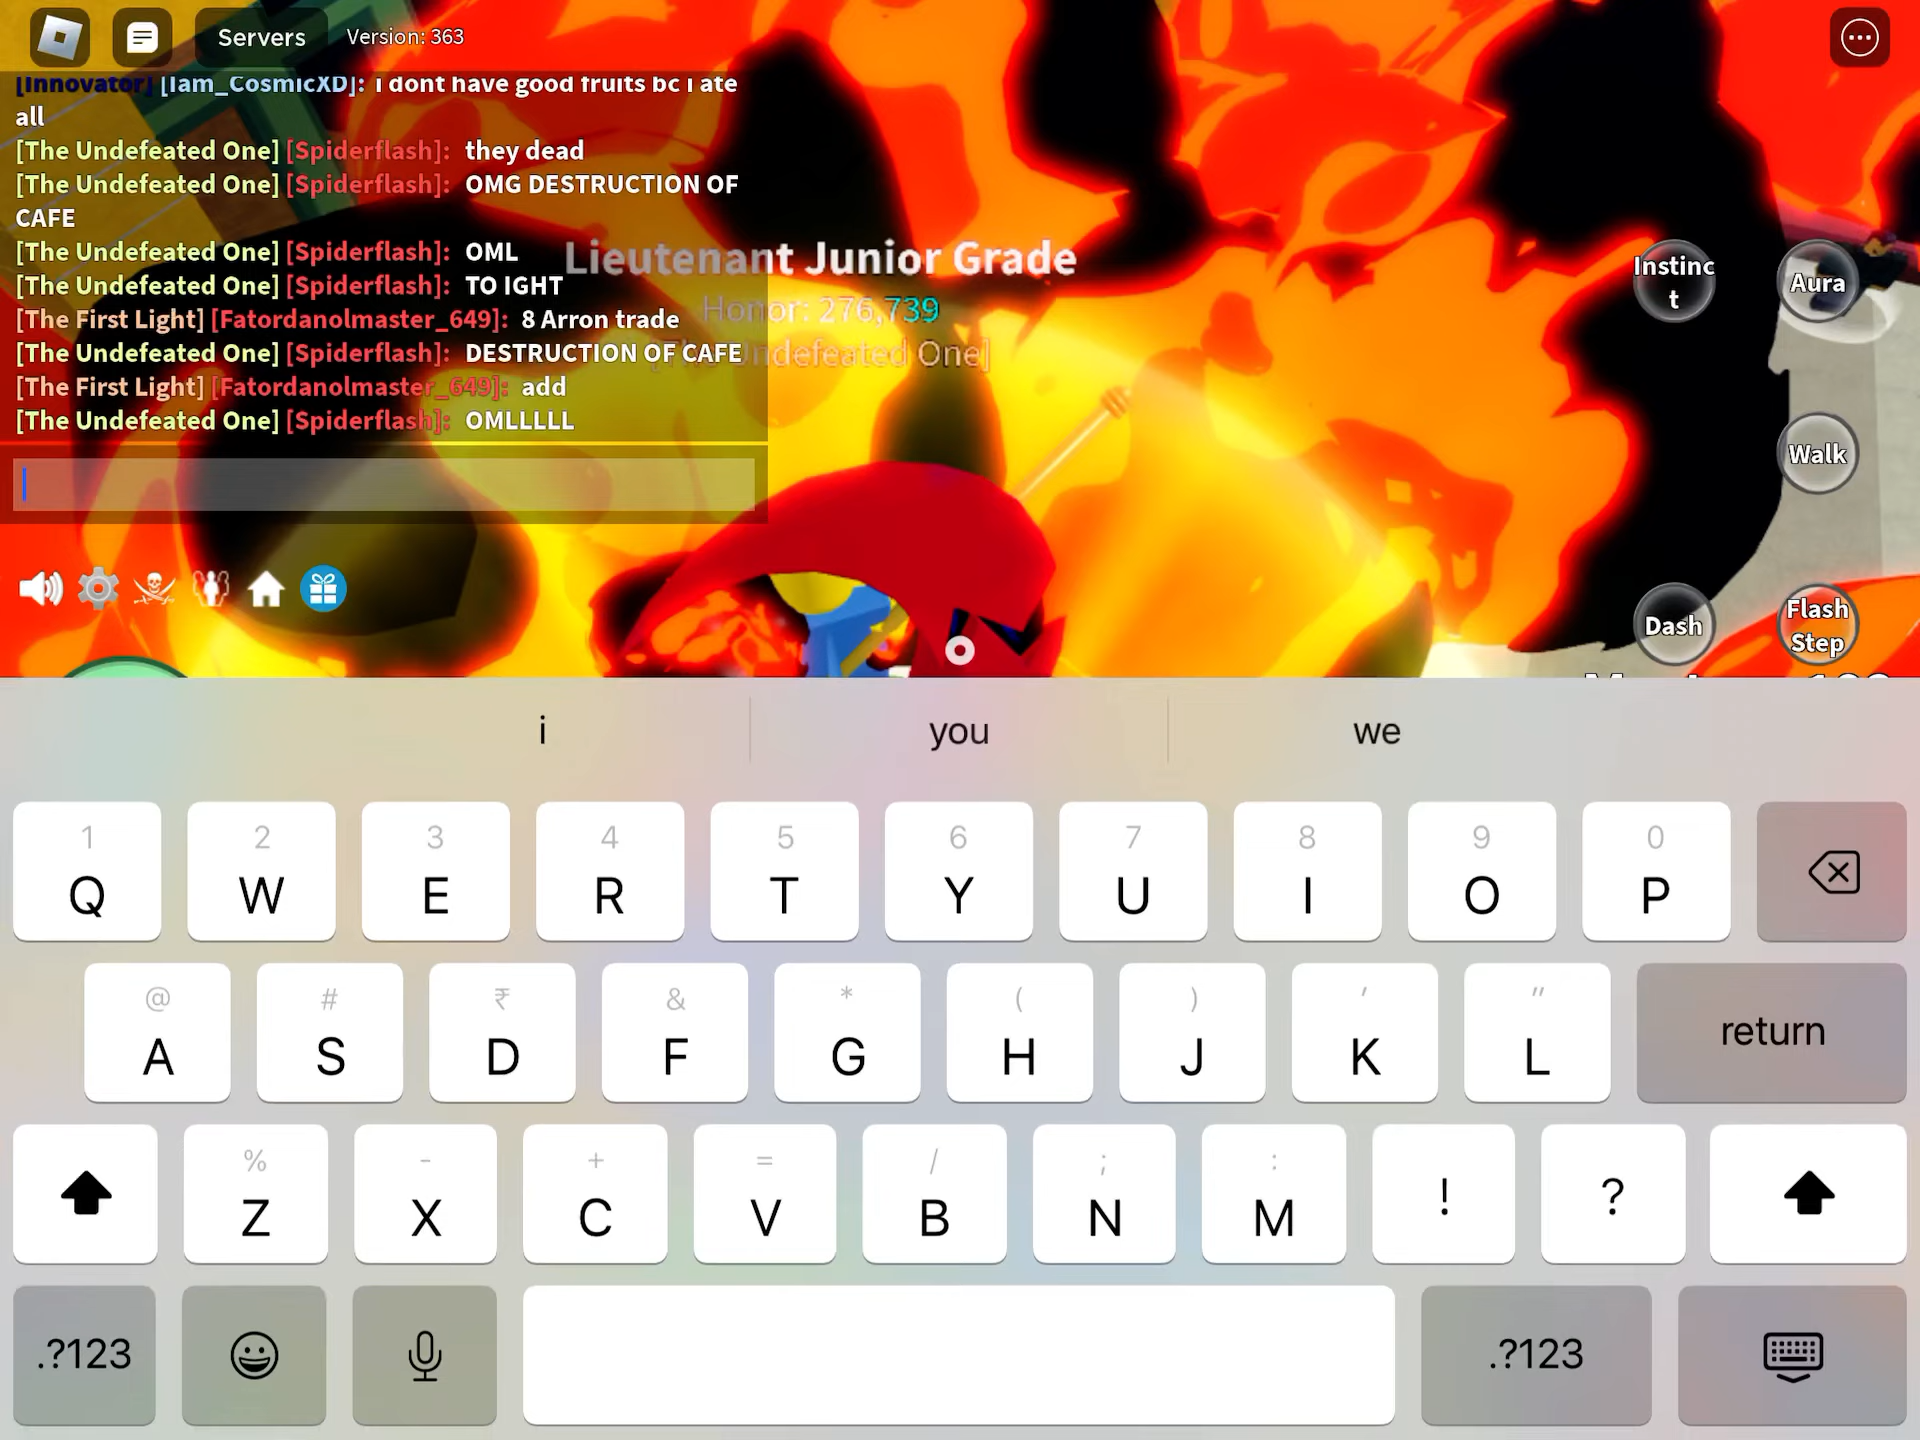 Servers Version: 363
[Innovator] [Iam_CosmicXD]: i dont have good fruits bc i ate
all
[The Undefeated One] [Spiderflash]: they dead
[The Undefeated One] [Spiderflash]: OMG DESTRUCTION OF
CAFE
[The Undefeated One] [Spiderflash]: OML
[The Undefeated One] [Spiderflash]: TO IGHT
[The First Light] [Fatordanolmaster_649]: 8 Arron trade
[The Undefeated One] [Spiderflash]: DESTRUCTION OF CAFE
[The First Light] [Fatordanolmaster_649]: add
[The Undefeated One] [Spiderflash]: OMLLLLL
Lieutenant Junior Grade
Honor: 276,739
[The Undefeated One]
Instinc
t
Aura
Walk
Dash
Flash
Step
i you we
1 2 3 4 5 6 7 8 9 0
Q W E R T Y U I O P
@ # ₹ & * ( ) ' "
A S D F G H J K L return
% - + = / ; :
Z X C V B N M ! ?
.?123 .?123